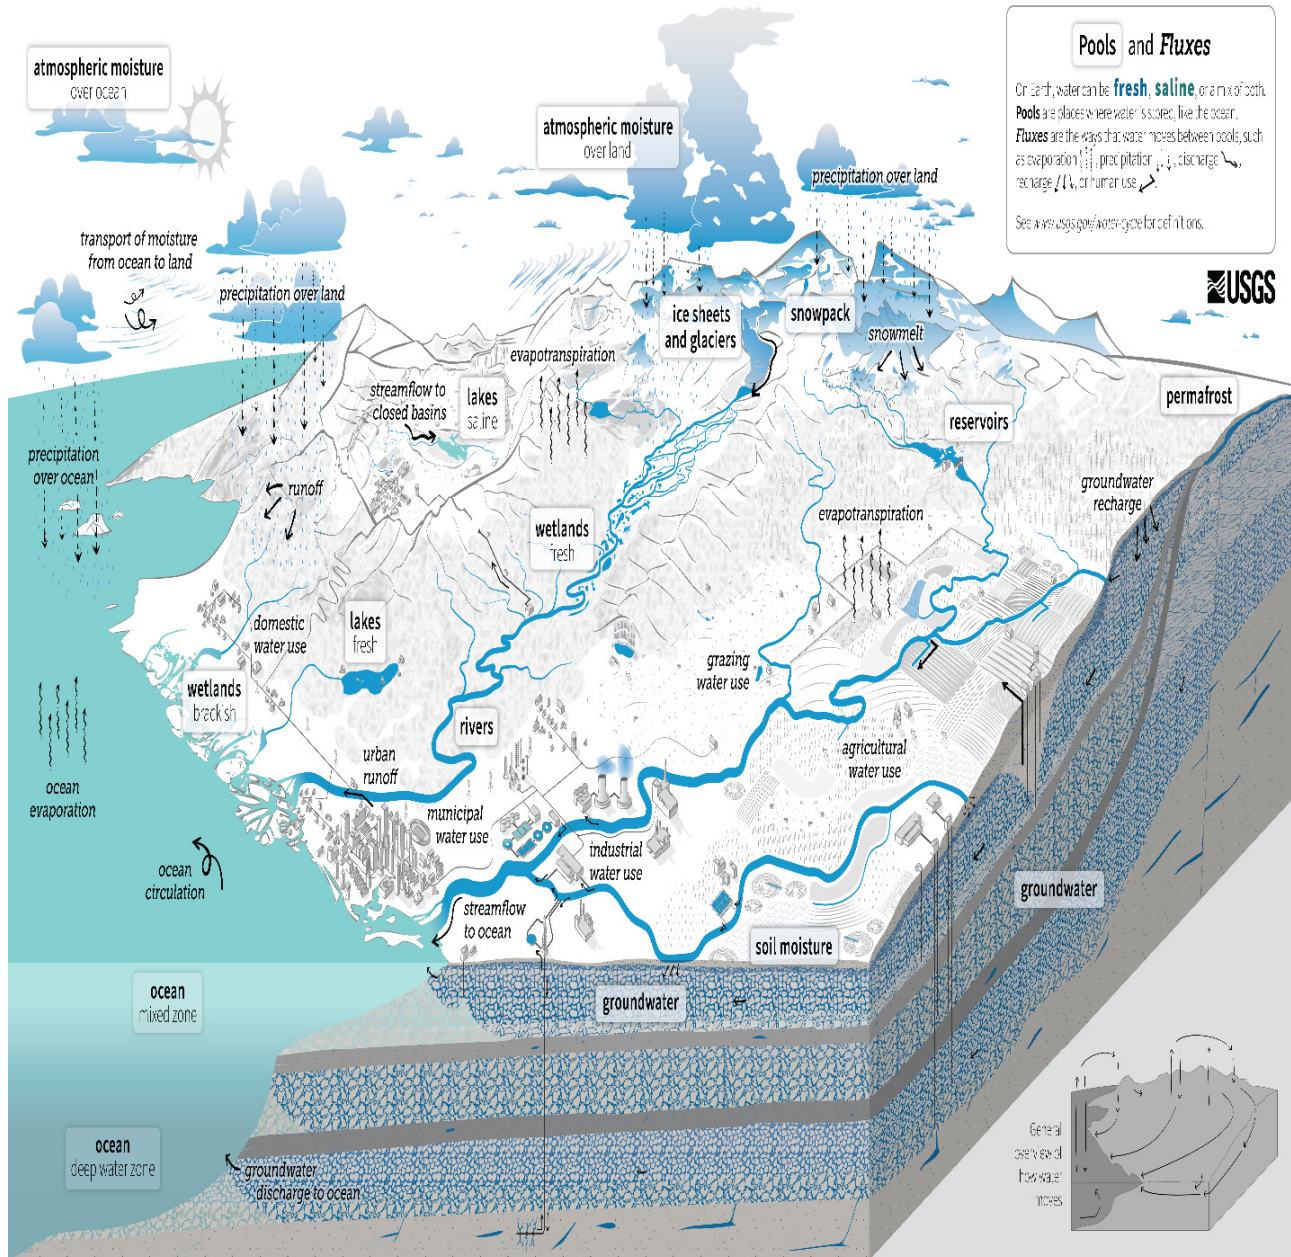 Pools and Fluxes
On Earth, water can be fresh, saline, or a mix of both.
Pools are places where water is stored, like the ocean.
Fluxes are the ways that water moves between pools, such
as evaporation, precipitation, discharge,
recharge, or human use.
See www.usgs.gov/water-cycle for definitions.
USGS
atmospheric moisture
over ocean
atmospheric moisture
over land
precipitation over land
transport of moisture
from ocean to land
precipitation over land
ice sheets
and glaciers
snowpack
snowmelt
evapotranspiration
streamflow to
closed basins
lakes
saline
permafrost
reservoirs
precipitation
over ocean
runoff
groundwater
recharge
wetlands
fresh
evapotranspiration
domestic
water use
lakes
fresh
grazing
water use
wetlands
brackish
rivers
agricultural
water use
urban
runoff
ocean
evaporation
municipal
water use
industrial
water use
ocean
circulation
streamflow
to ocean
groundwater
soil moisture
ocean
mixed zone
groundwater
ocean
deep water zone
groundwater
discharge to ocean
General
overview of
how water
moves